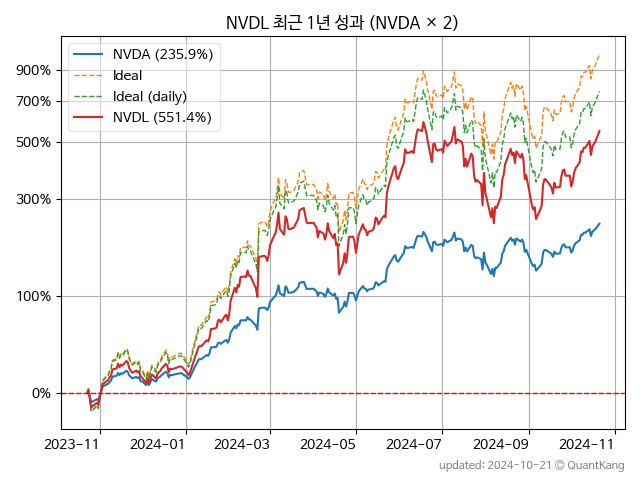 NVDL 최근 1년 성과 (NVDA × 2)
NVDA (235.9%)
Ideal
Ideal (daily)
NVDL (551.4%)
900%
700%
500%
300%
100%
0%
2023-11 2024-01 2024-03 2024-05 2024-07 2024-09 2024-11
updated: 2024-10-21 © QuantKang